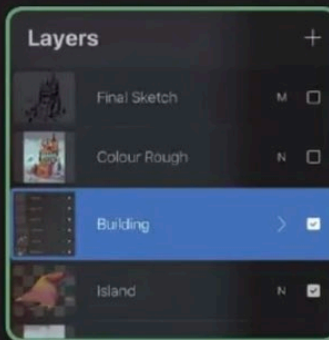 Layers +
Final Sketch M
Colour Rough N
Building
Island N